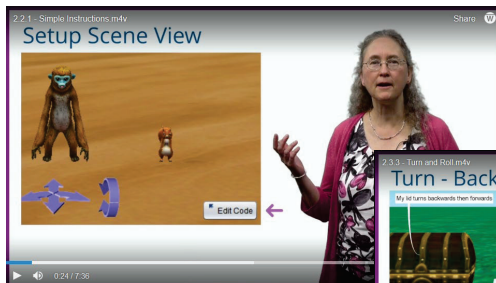 2.2.1 - Simple Instructions.m4v
Share
Setup Scene View
Edit Code
0:24 / 7:36
2.3.3 - Turn and Roll.m4v
Turn - Back
My lid turns backwards then forwards